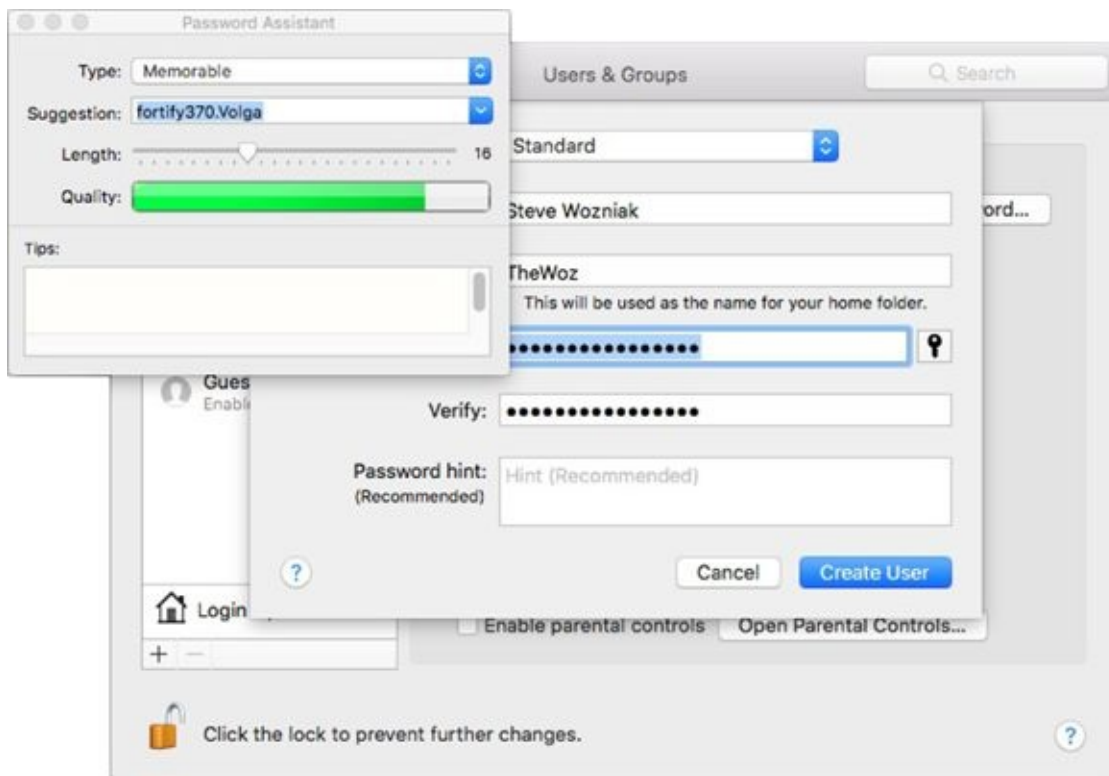 Password Assistant
Type: Memorable
Suggestion: fortify370.Volga
Length: 16
Quality:
Tips:
Users & Groups
Search
Standard
Steve Wozniak
ord...
TheWoz
This will be used as the name for your home folder.
••••••••••••••••
Gues
Enable
Verify: ••••••••••••••••
Password hint: Hint (Recommended)
(Recommended)
? Cancel Create User
Login
Enable parental controls Open Parental Controls...
+ −
Click the lock to prevent further changes. ?